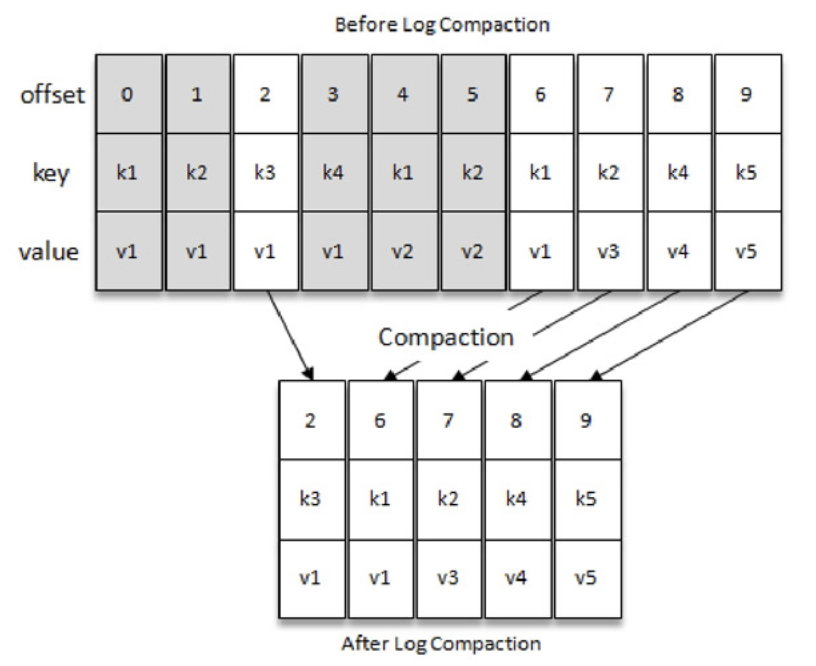 Before Log Compaction
offset 0 1 2 3 4 5 6 7 8 9
key k1 k2 k3 k4 k1 k2 k1 k2 k4 k5
value v1 v1 v1 v1 v2 v2 v1 v3 v4 v5
Compaction
2 6 7 8 9
k3 k1 k2 k4 k5
v1 v1 v3 v4 v5
After Log Compaction